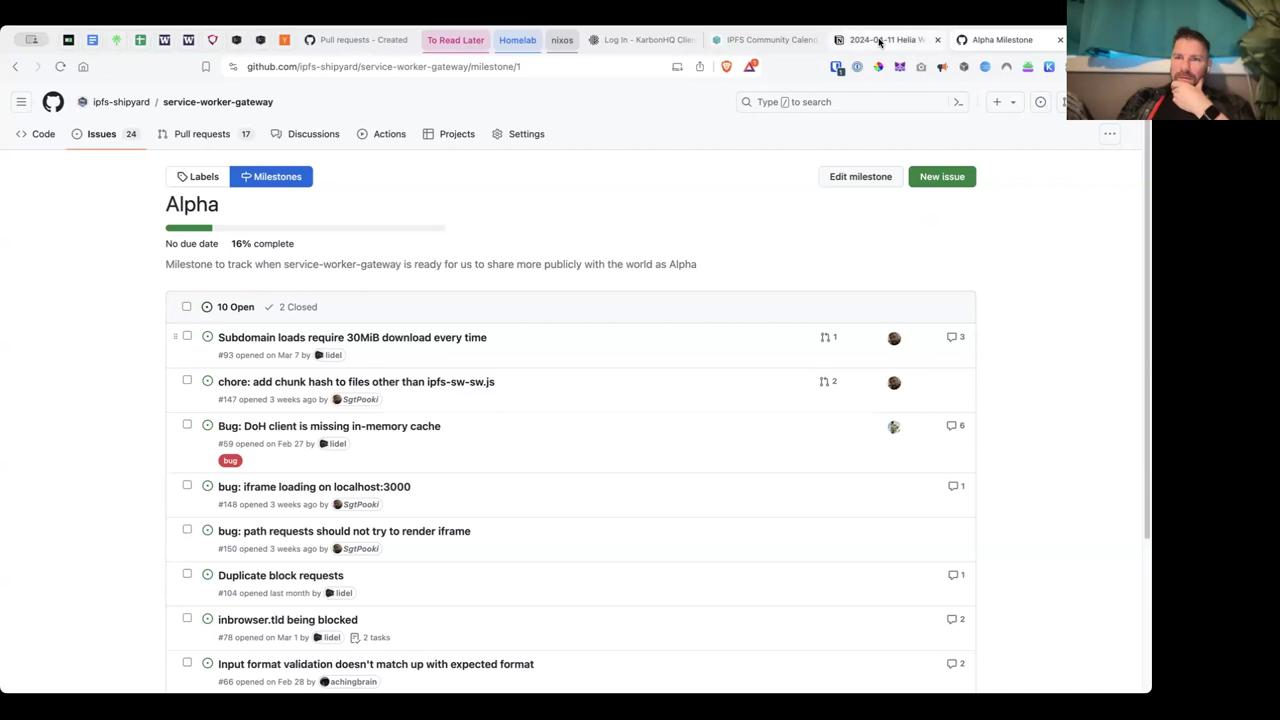 Pull requests - Created
To Read Later
Homelab
nixos
Log In - KarbonHQ Clie
IPFS Community Calend
2024-04-11 Helia W
Alpha Milestone
github.com/ipfs-shipyard/service-worker-gateway/milestone/1
ipfs-shipyard / service-worker-gateway
Type / to search
Code
Issues 24
Pull requests 17
Discussions
Actions
Projects
Settings
Labels
Milestones
Edit milestone
New issue
Alpha
No due date 16% complete
Milestone to track when service-worker-gateway is ready for us to share more publicly with the world as Alpha
10 Open 2 Closed
Subdomain loads require 30MiB download every time
1
3
#93 opened on Mar 7 by lidel
chore: add chunk hash to files other than ipfs-sw-sw.js
2
#147 opened 3 weeks ago by SgtPooki
Bug: DoH client is missing in-memory cache
6
#59 opened on Feb 27 by lidel
bug
bug: iframe loading on localhost:3000
1
#148 opened 3 weeks ago by SgtPooki
bug: path requests should not try to render iframe
#150 opened 3 weeks ago by SgtPooki
Duplicate block requests
1
#104 opened last month by lidel
inbrowser.tld being blocked
2
#78 opened on Mar 1 by lidel 2 tasks
Input format validation doesn't match up with expected format
2
#66 opened on Feb 28 by achingbrain